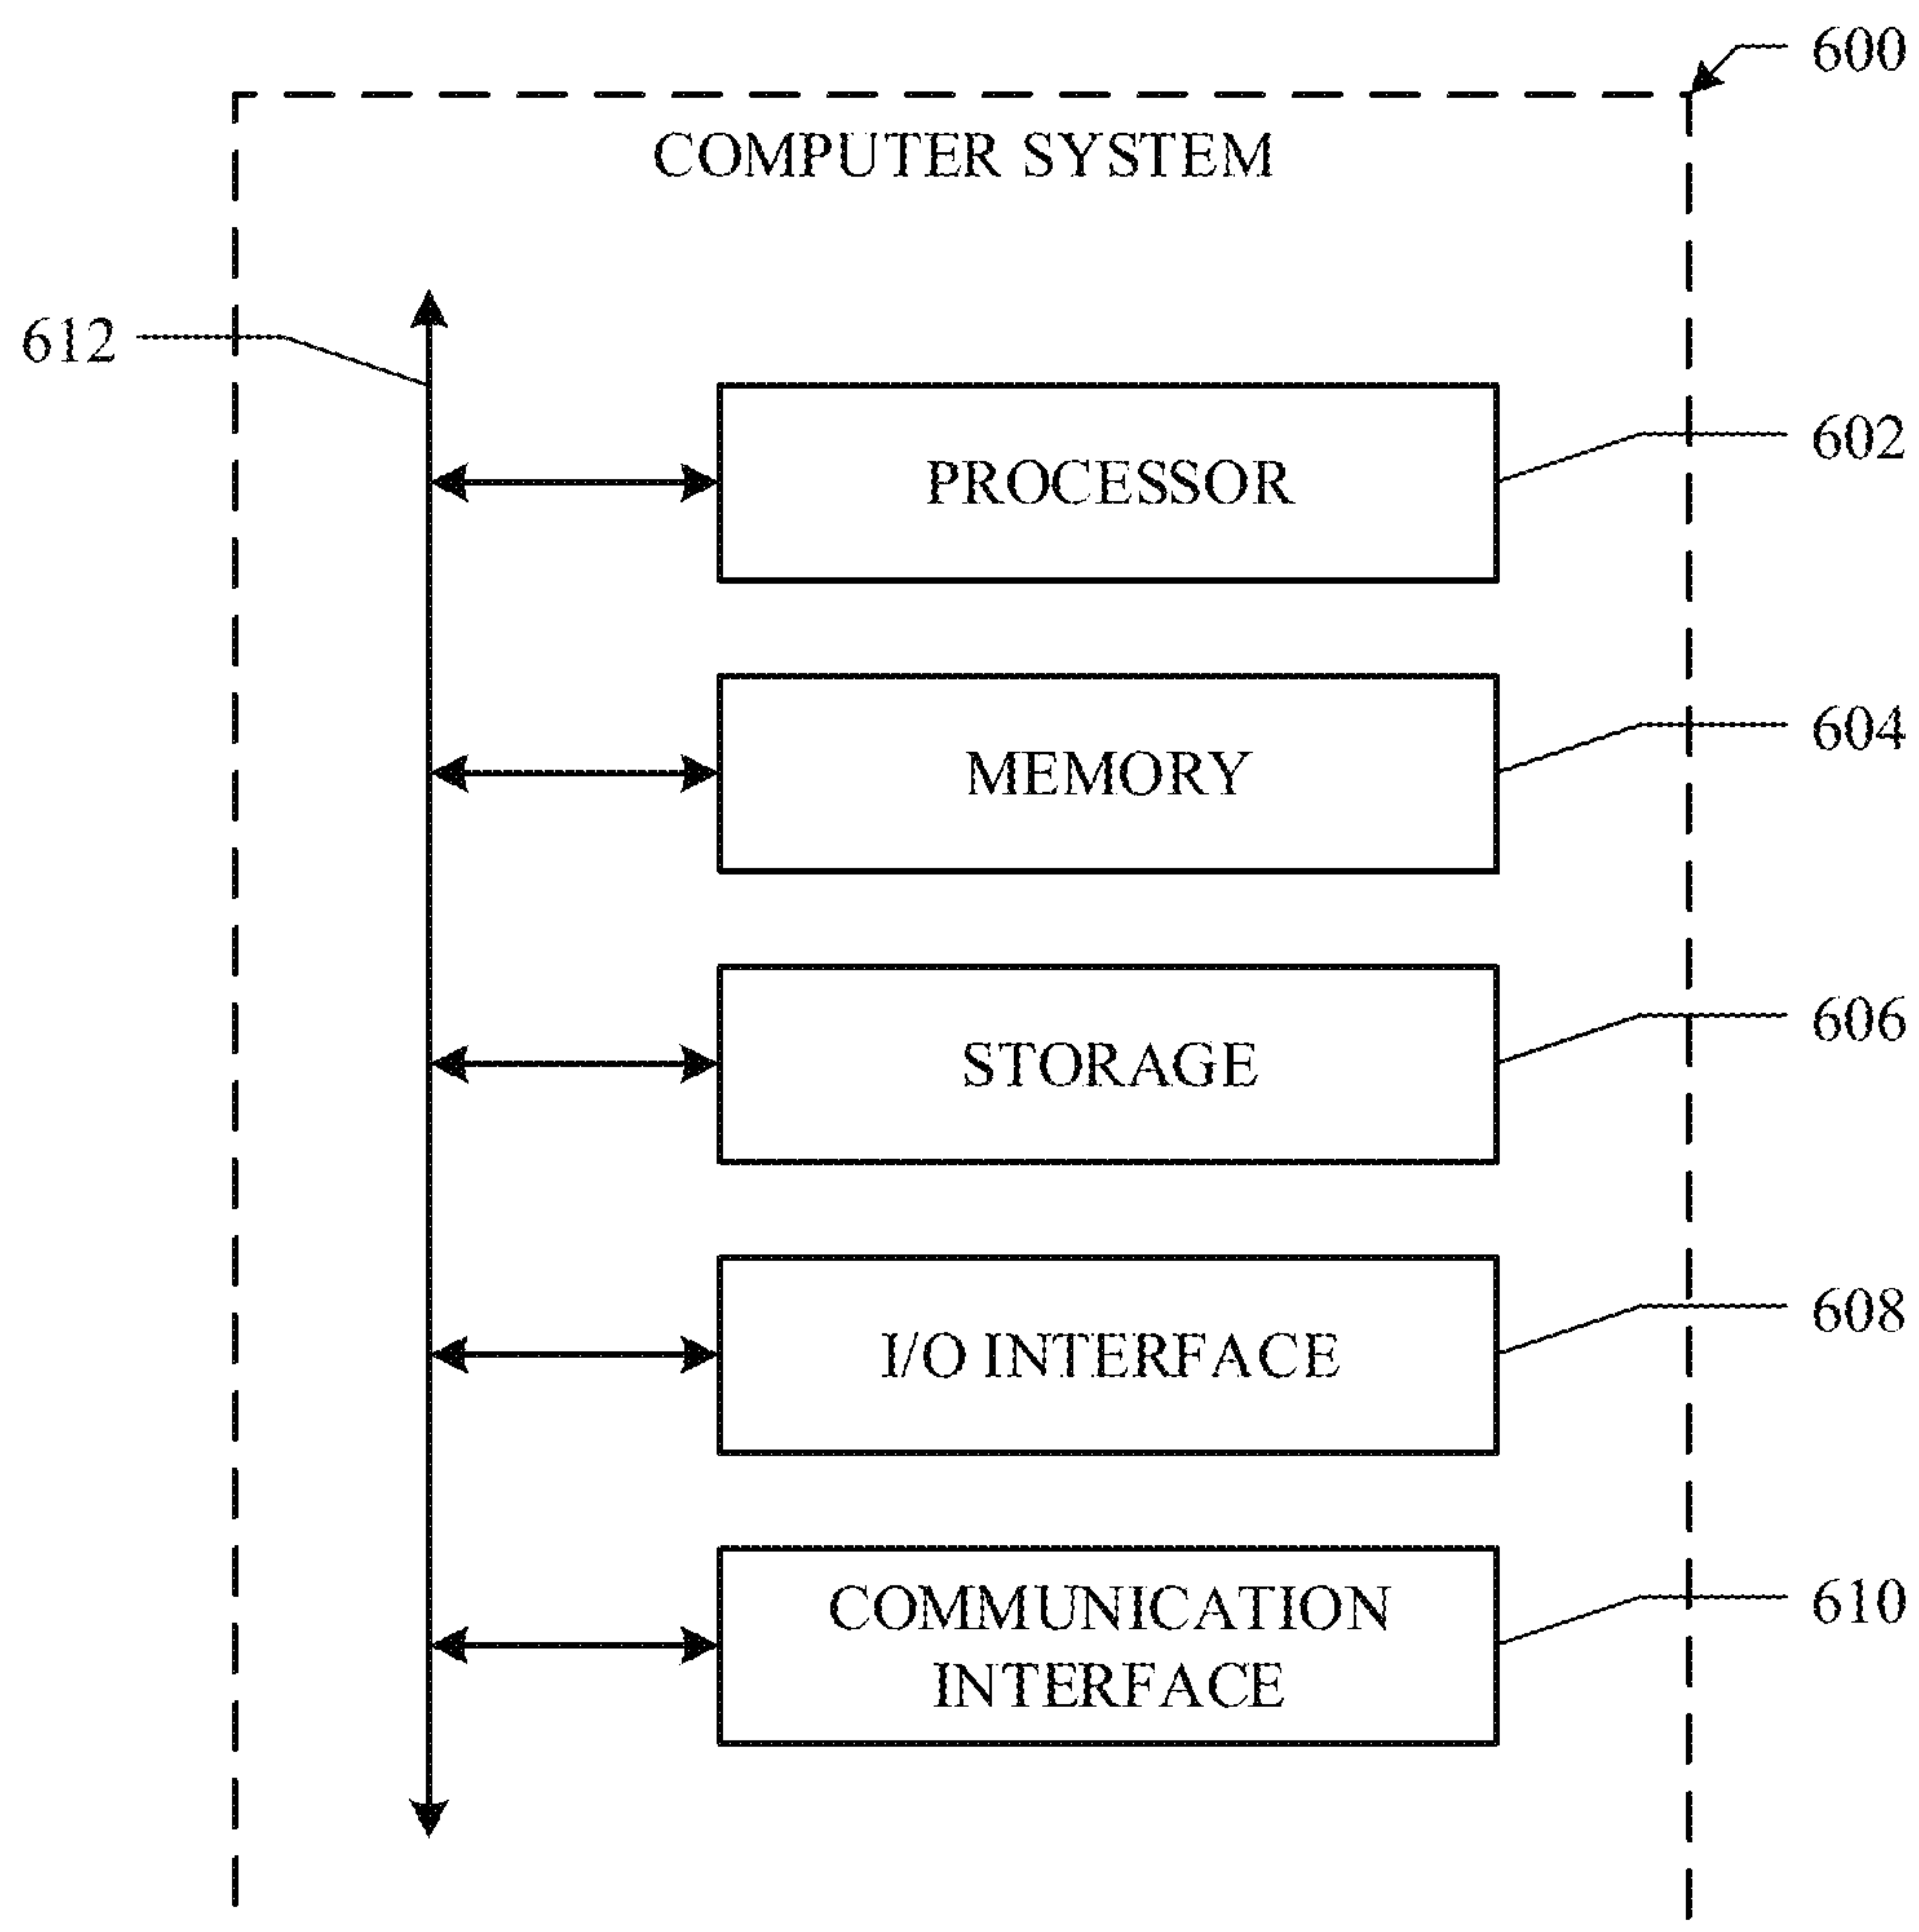 600
COMPUTER SYSTEM
612
602
PROCESSOR
604
MEMORY
606
STORAGE
608
I/O INTERFACE
610
COMMUNICATION
INTERFACE